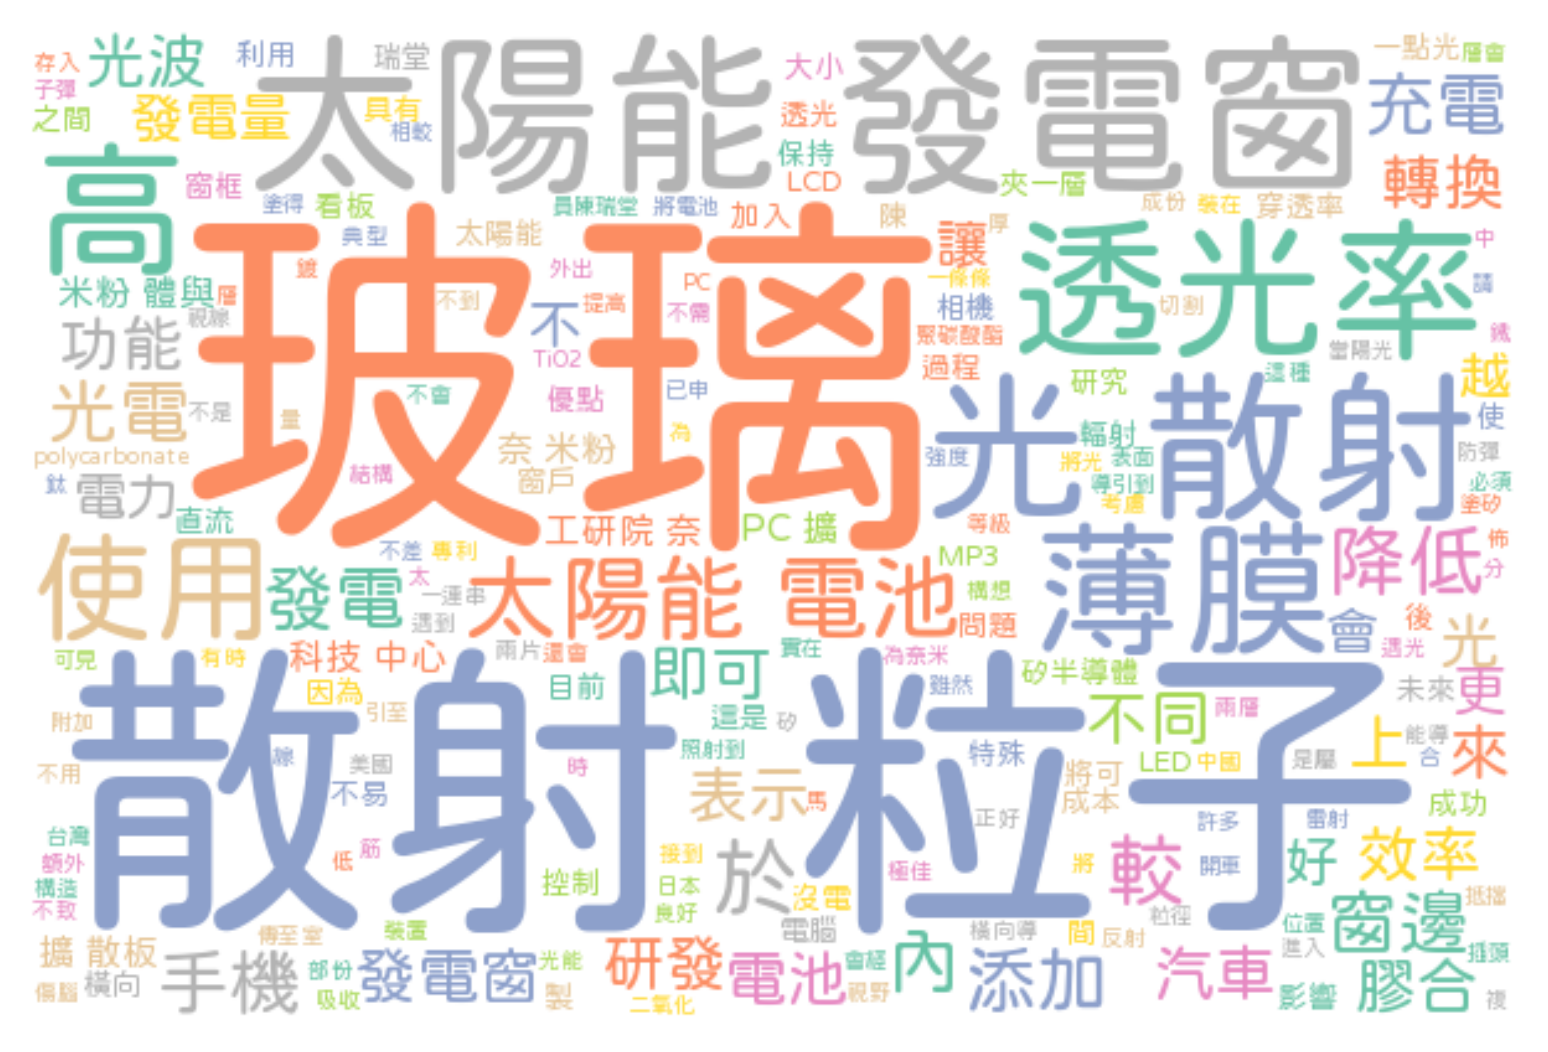 存入 光波 利用 太陽能 發電窗 瑞堂 大小 一點光 層會
子彈 之間 發電量 具有 相較 透光 充電
高 窗框 保持 LCD 夾一層 轉換
塗得 看板 員陳瑞堂 將電池 加入 陳 成份 裝在 穿透率
典型 太陽能 玻璃 讓 厚 透光率 中
米粉 體與 層 鍍 外出 PC 一條條 請
視線 不到 不 提高 不需 相機 切割
功能 TiO2 聚碳酸酯 過程 當陽光 鐵
光電 不是 不會 優點 已申 研究 這種 越
量 奈 米粉 為 光 散射 使
polycarbonate 結構 窗戶 強度 輻射 將光 表面 防彈
鈦 電力 直流 導引到 考慮 必須 塗矽
使用 工研院 奈 PC 擴 等級 薄膜 降低 佈
不差 專利 MP3 分
發電 太 一連串 太陽能 電池 構想
遇到 問題 會 後 光
可見 有時 科技 中心 兩片 還會 即可 實在 為奈米 遇光
散射 粒子 因為 目前 雖然 矽半導體 未來 更
附加 引至 這是 矽 不同 兩層 能導
線 美國 照射到 特殊 LED 中國 是屬 上 合 來
不用 不易 時 表示 馬 將可 成本 成功
台灣 正好 許多 雷射
額外 低 筋 接到 於 極佳 將 較 開車 好 效率
構造 控制 日本 沒電 抵擋
不致 良好 電腦 粒徑 位置 窗邊
擴 散板 傳至 室 裝置 橫向導 間 反射 進入 插頭
傷腦 橫向 手機 部份 發電窗 光能 研發 電池 會經 內 添加 汽車 膠合
吸收 製 二氧化 視野 影響 複